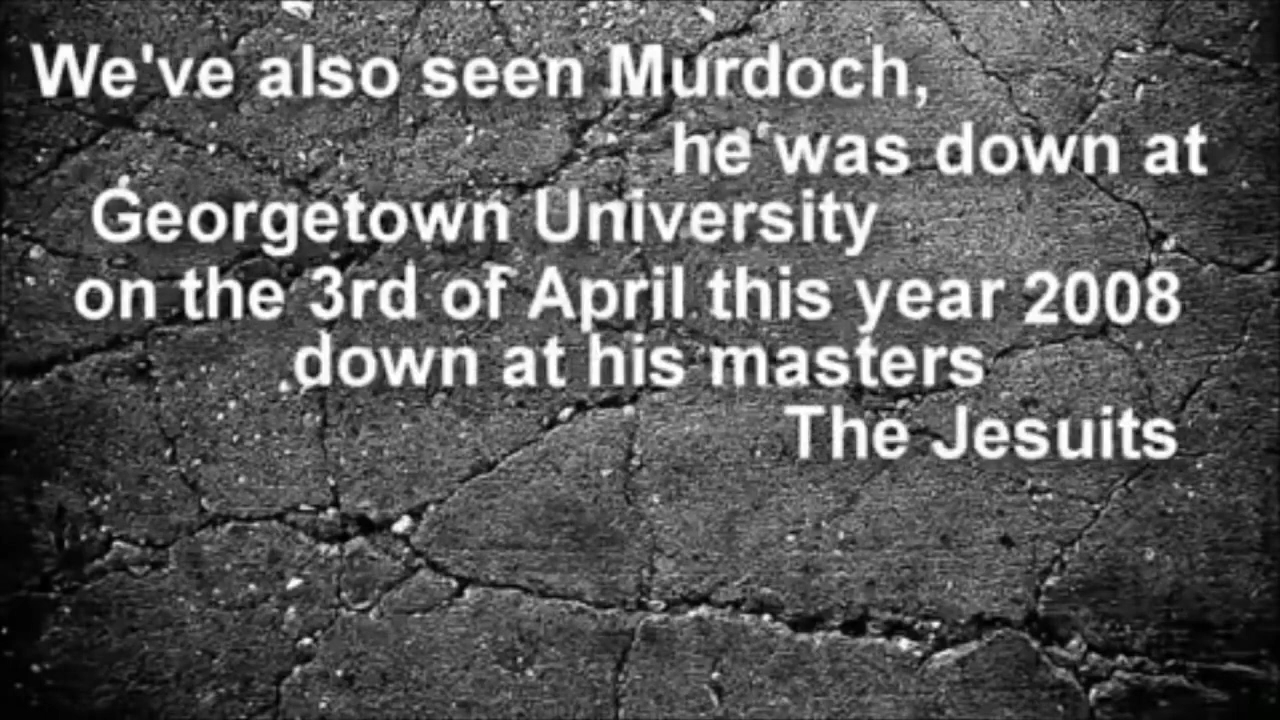 We've also seen Murdoch,
he was down at
Georgetown University
on the 3rd of April this year 2008
down at his masters
The Jesuits